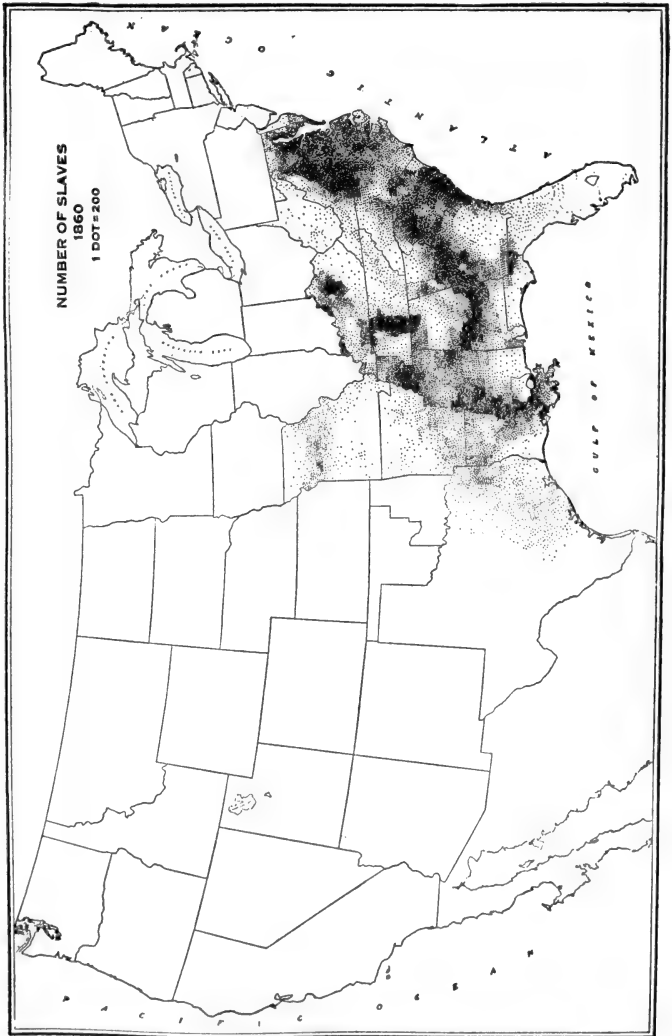 NUMBER OF SLAVES
1860
1 DOT = 200
ATLANTIC OCEAN
GULF OF MEXICO
PACIFIC OCEAN